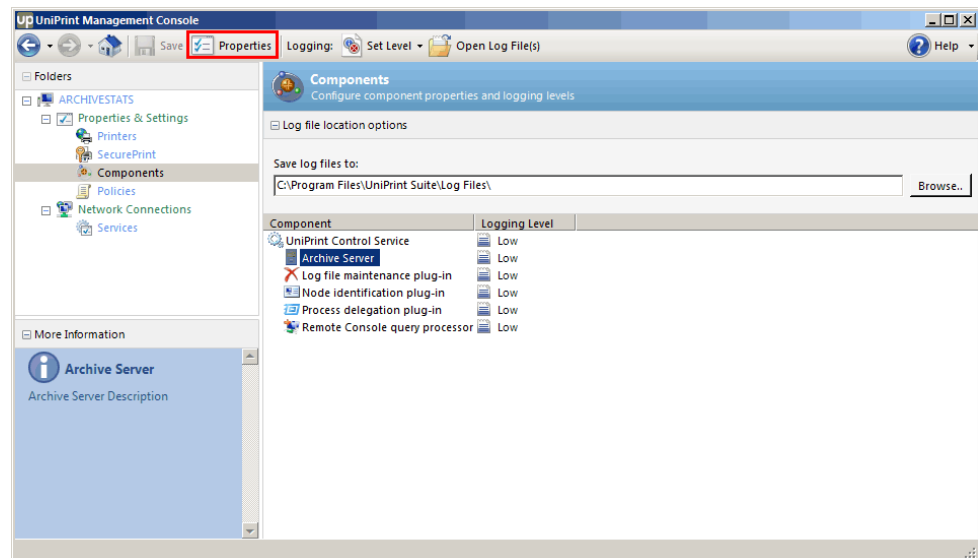 up UniPrint Management Console
Save Properties Logging: Set Level Open Log File(s) Help
Folders
ARCHIVESTATS
Properties & Settings
Printers
SecurePrint
Components
Policies
Network Connections
Services
More Information
Archive Server
Archive Server Description
Components
Configure component properties and logging levels
Log file location options
Save log files to:
C:\Program Files\UniPrint Suite\Log Files\ Browse..
Component Logging Level
UniPrint Control Service Low
Archive Server Low
Log file maintenance plug-in Low
Node identification plug-in Low
Process delegation plug-in Low
Remote Console query processor Low